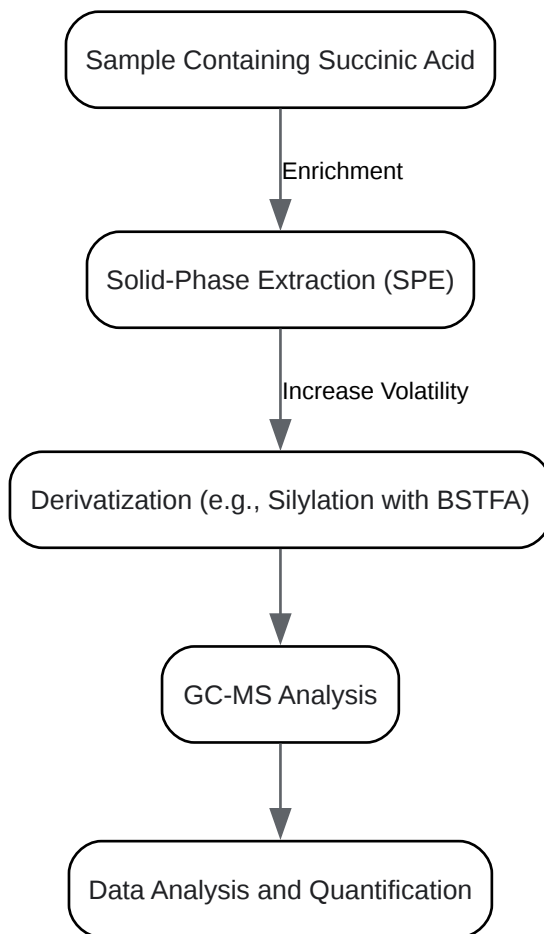 Sample Containing Succinic Acid
Enrichment
Solid-Phase Extraction (SPE)
Increase Volatility
Derivatization (e.g., Silylation with BSTFA)
GC-MS Analysis
Data Analysis and Quantification